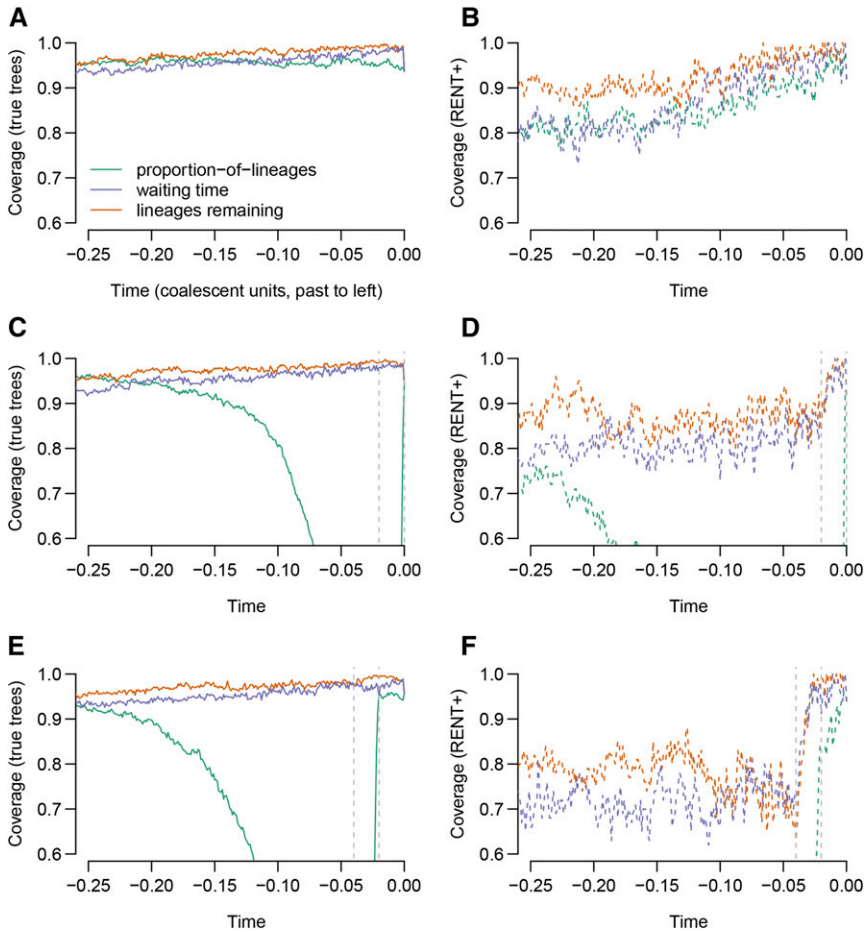 A
Coverage (true trees)
1.0
0.9
0.8
0.7
0.6
proportion−of−lineages
waiting time
lineages remaining
−0.25 −0.20 −0.15 −0.10 −0.05 0.00
Time (coalescent units, past to left)
B
Coverage (RENT+)
1.0
0.9
0.8
0.7
0.6
−0.25 −0.20 −0.15 −0.10 −0.05 0.00
Time
C
Coverage (true trees)
1.0
0.9
0.8
0.7
0.6
−0.25 −0.20 −0.15 −0.10 −0.05 0.00
Time
D
Coverage (RENT+)
1.0
0.9
0.8
0.7
0.6
−0.25 −0.20 −0.15 −0.10 −0.05 0.00
Time
E
Coverage (true trees)
1.0
0.9
0.8
0.7
0.6
−0.25 −0.20 −0.15 −0.10 −0.05 0.00
Time
F
Coverage (RENT+)
1.0
0.9
0.8
0.7
0.6
−0.25 −0.20 −0.15 −0.10 −0.05 0.00
Time